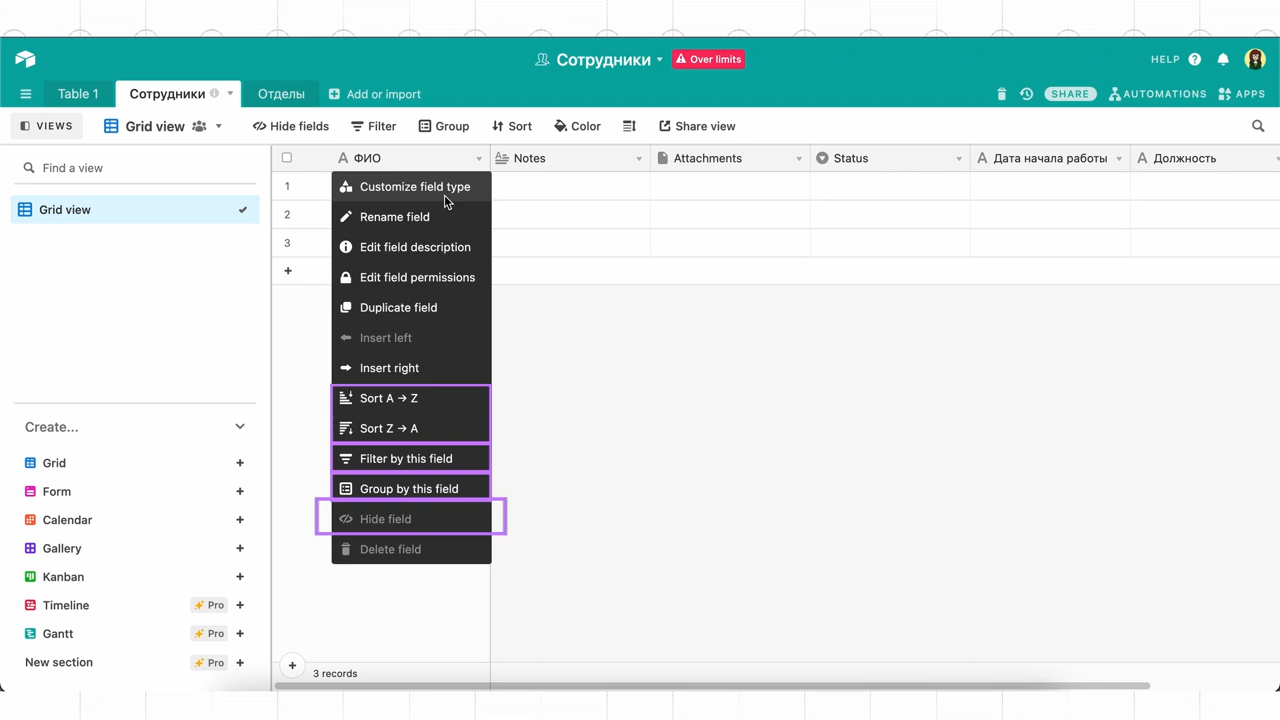 Сотрудники
Over limits
HELP
Table 1
Сотрудники
Отделы
Add or import
SHARE
AUTOMATIONS
APPS
VIEWS
Grid view
Hide fields
Filter
Group
Sort
Color
Share view
Find a view
Grid view
ФИО
Notes
Attachments
Status
Дата начала работы
Должность
1
2
3
Customize field type
Rename field
Edit field description
Edit field permissions
Duplicate field
Insert left
Insert right
Sort A → Z
Sort Z → A
Filter by this field
Group by this field
Hide field
Delete field
Create...
Grid
Form
Calendar
Gallery
Kanban
Timeline Pro
Gantt Pro
New section Pro
3 records